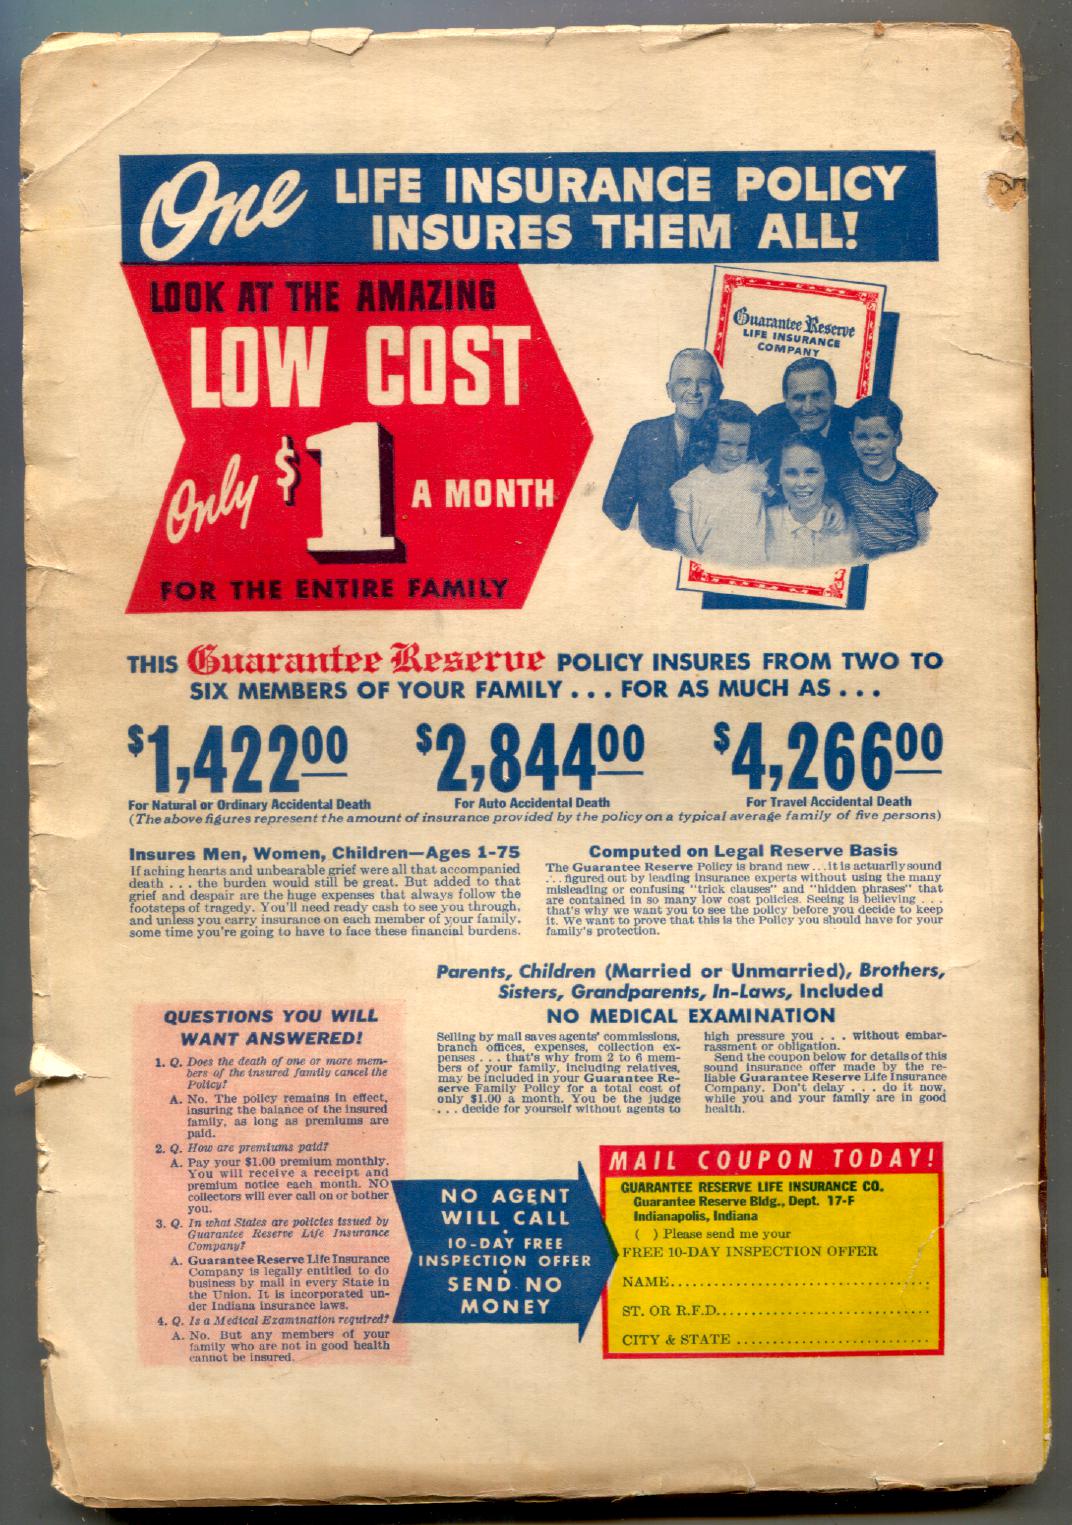 One LIFE INSURANCE POLICY
INSURES THEM ALL!
LOOK AT THE AMAZING
LOW COST
Only $1 A MONTH
FOR THE ENTIRE FAMILY
Guarantee Reserve
LIFE INSURANCE
COMPANY
THIS Guarantee Reserve POLICY INSURES FROM TWO TO
SIX MEMBERS OF YOUR FAMILY . . . FOR AS MUCH AS . . .
$1,422.00 $2,844.00 $4,266.00
For Natural or Ordinary Accidental Death For Auto Accidental Death For Travel Accidental Death
(The above figures represent the amount of insurance provided by the policy on a typical average family of five persons)
Insures Men, Women, Children—Ages 1-75
If aching hearts and unbearable grief were all that accompanied
death . . . the burden would still be great. But added to that
grief and despair are the huge expenses that always follow the
footsteps of tragedy. You'll need ready cash to see you through,
and unless you carry insurance on each member of your family,
some time you're going to have to face these financial burdens.
Computed on Legal Reserve Basis
The Guarantee Reserve Policy is brand new . . . it is actually sound
. . . figured out by leading insurance experts without using the many
misleading or confusing "trick clauses" and "hidden phrases" that
are contained in so many low cost policies. Seeing is believing . . .
that's why we want you to see the policy before you decide to keep
it. We want to prove that this is the Policy you should have for your
family's protection.
Parents, Children (Married or Unmarried), Brothers,
Sisters, Grandparents, In-Laws, Included
NO MEDICAL EXAMINATION
Selling by mail saves agents' commissions,
branch offices, expenses, collection ex-
penses . . . that's why from 2 to 6 mem-
bers of your family, including relatives,
may be included in your Guarantee Re-
serve Family Policy for a total cost of
only $1.00 a month. You be the judge
. . . decide for yourself without agents to
high pressure you . . . without embar-
rassment or obligation.
Send the coupon below for details of this
sound insurance offer made by the re-
liable Guarantee Reserve Life Insurance
Company. Don't delay . . . do it now,
while you and your family are in good
health.
QUESTIONS YOU WILL
WANT ANSWERED!
1. Q. Does the death of one or more mem-
bers of the insured family cancel the
Policy?
A. No. The policy remains in effect,
insuring the balance of the insured
family, as long as premiums are
paid.
2. Q. How are premiums paid?
A. Pay your $1.00 premium monthly.
You will receive a receipt and
premium notice each month. NO
collectors will ever call on or bother
you.
3. Q. In what States are policies issued by
Guarantee Reserve Life Insurance
Company?
A. Guarantee Reserve Life Insurance
Company is legally entitled to do
business by mail in every State in
the Union. It is incorporated un-
der Indiana insurance laws.
4. Q. Is a Medical Examination required?
A. No. But any members of your
family who are not in good health
cannot be insured.
NO AGENT
WILL CALL
•
10-DAY FREE
INSPECTION OFFER
•
SEND NO
MONEY
MAIL COUPON TODAY!
GUARANTEE RESERVE LIFE INSURANCE CO.
Guarantee Reserve Bldg., Dept. 17-F
Indianapolis, Indiana
( ) Please send me your
FREE 10-DAY INSPECTION OFFER
NAME..............................
ST. OR R.F.D..............................
CITY & STATE ..............................